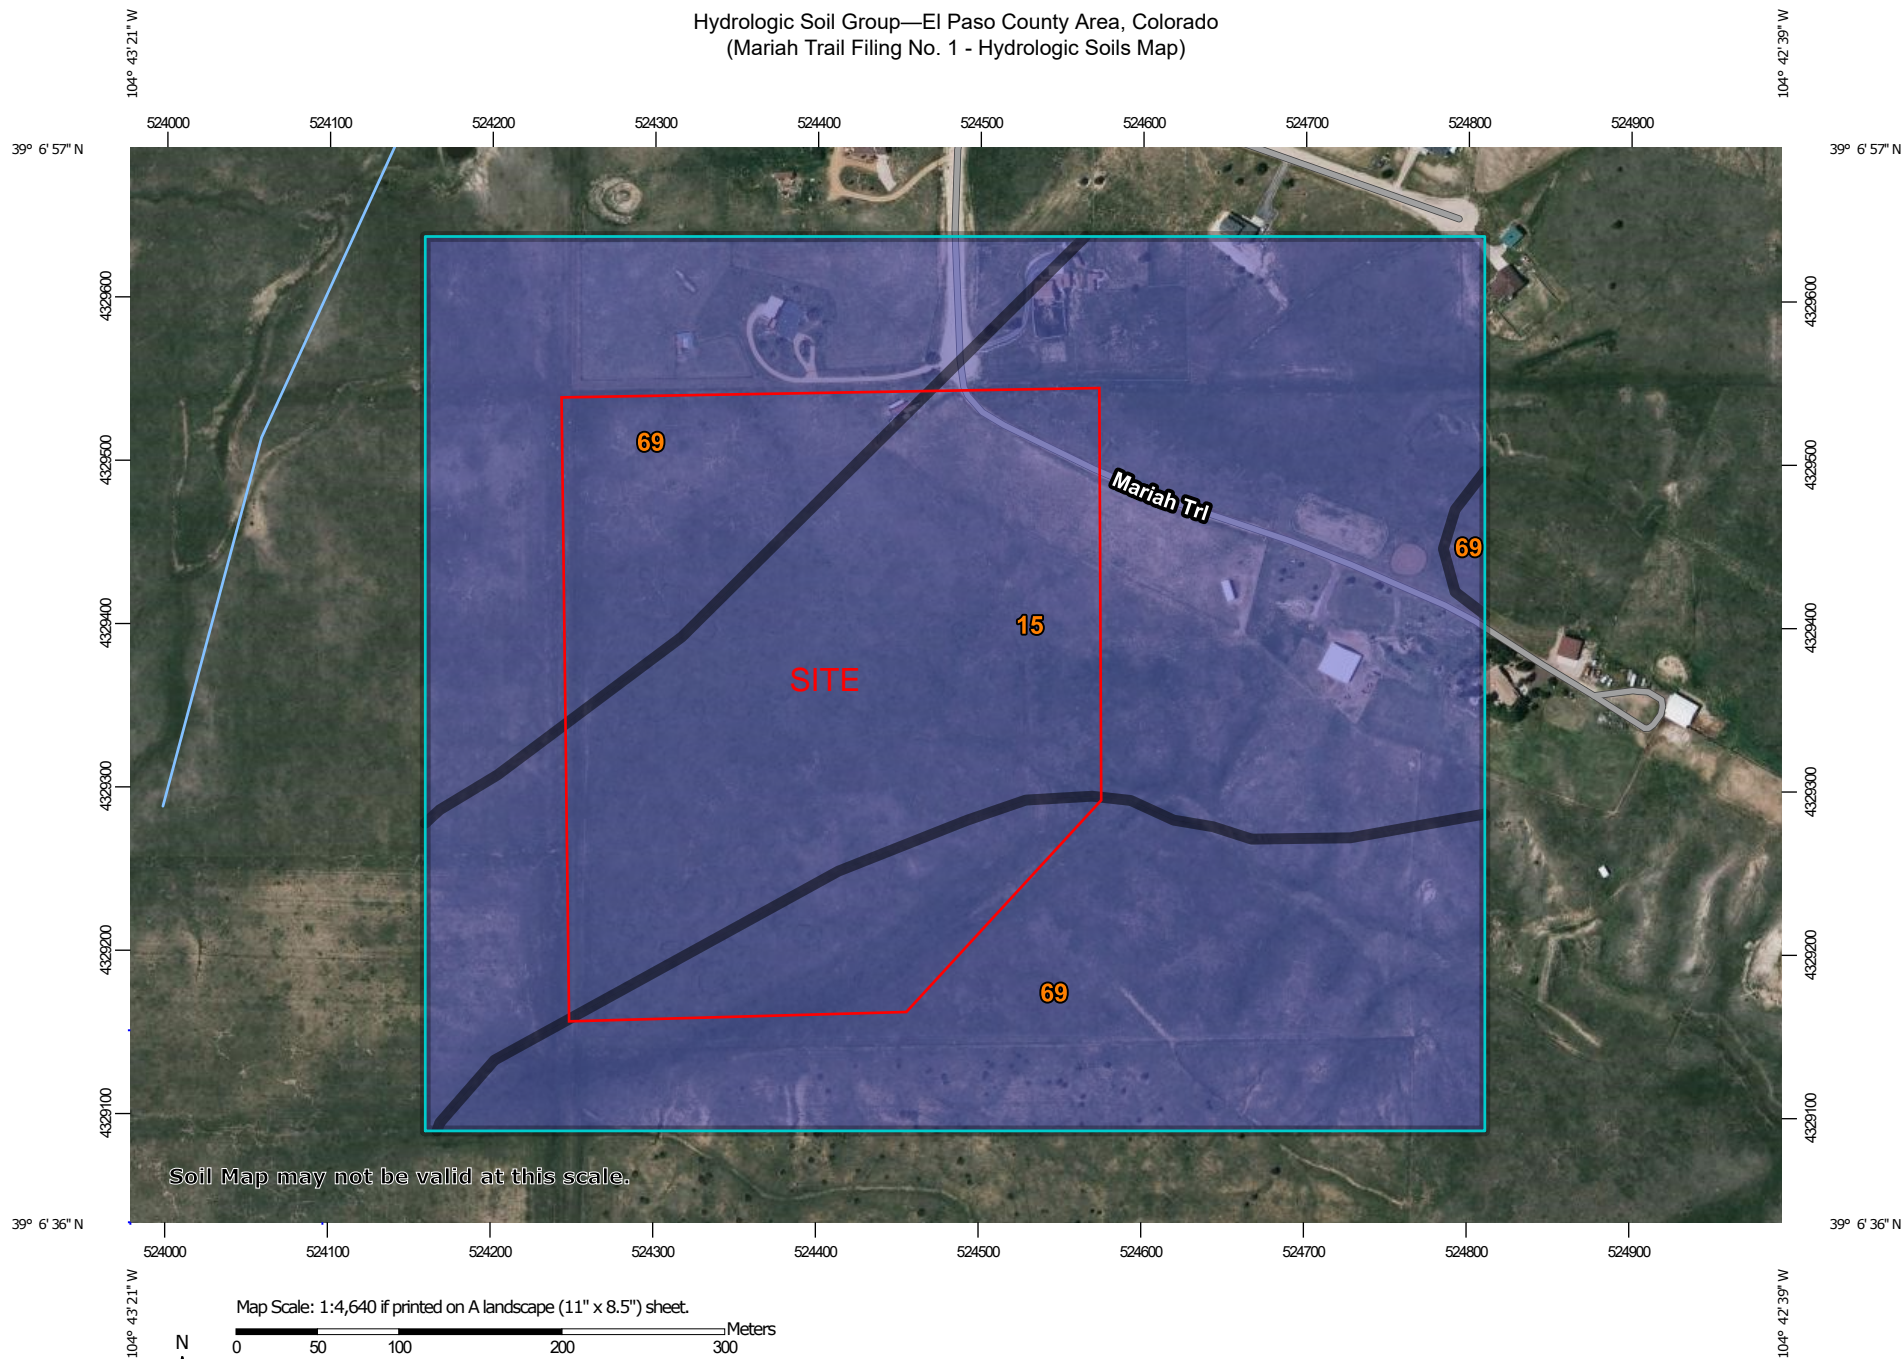 Hydrologic Soil Group—El Paso County Area, Colorado
(Mariah Trail Filing No. 1 - Hydrologic Soils Map)
104° 43' 21" W
104° 42' 39" W
524000 524100 524200 524300 524400 524500 524600 524700 524800 524900
39° 6' 57" N
39° 6' 57" N
4329600
4329600
69
4329500
4329500
Mariah Trl
69
4329400
15
4329400
SITE
4329300
4329300
4329200
4329200
69
4329100
4329100
Soil Map may not be valid at this scale.
39° 6' 36" N
39° 6' 36" N
524000 524100 524200 524300 524400 524500 524600 524700 524800 524900
104° 43' 21" W
104° 42' 39" W
Map Scale: 1:4,640 if printed on A landscape (11" x 8.5") sheet.
Meters
N
0 50 100 200 300